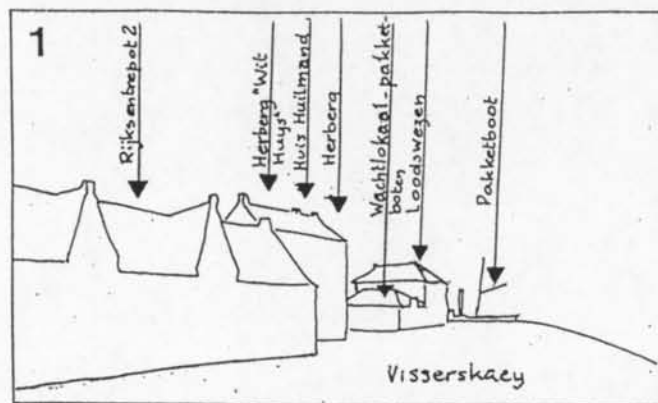 1
Rijksentrepot 2
Herberg "Wit
Huys"
Huis Huilmand
Herberg
Wachtlokaal-pakket-
boten
Loodswezen
Pakketboot
Visserskaey